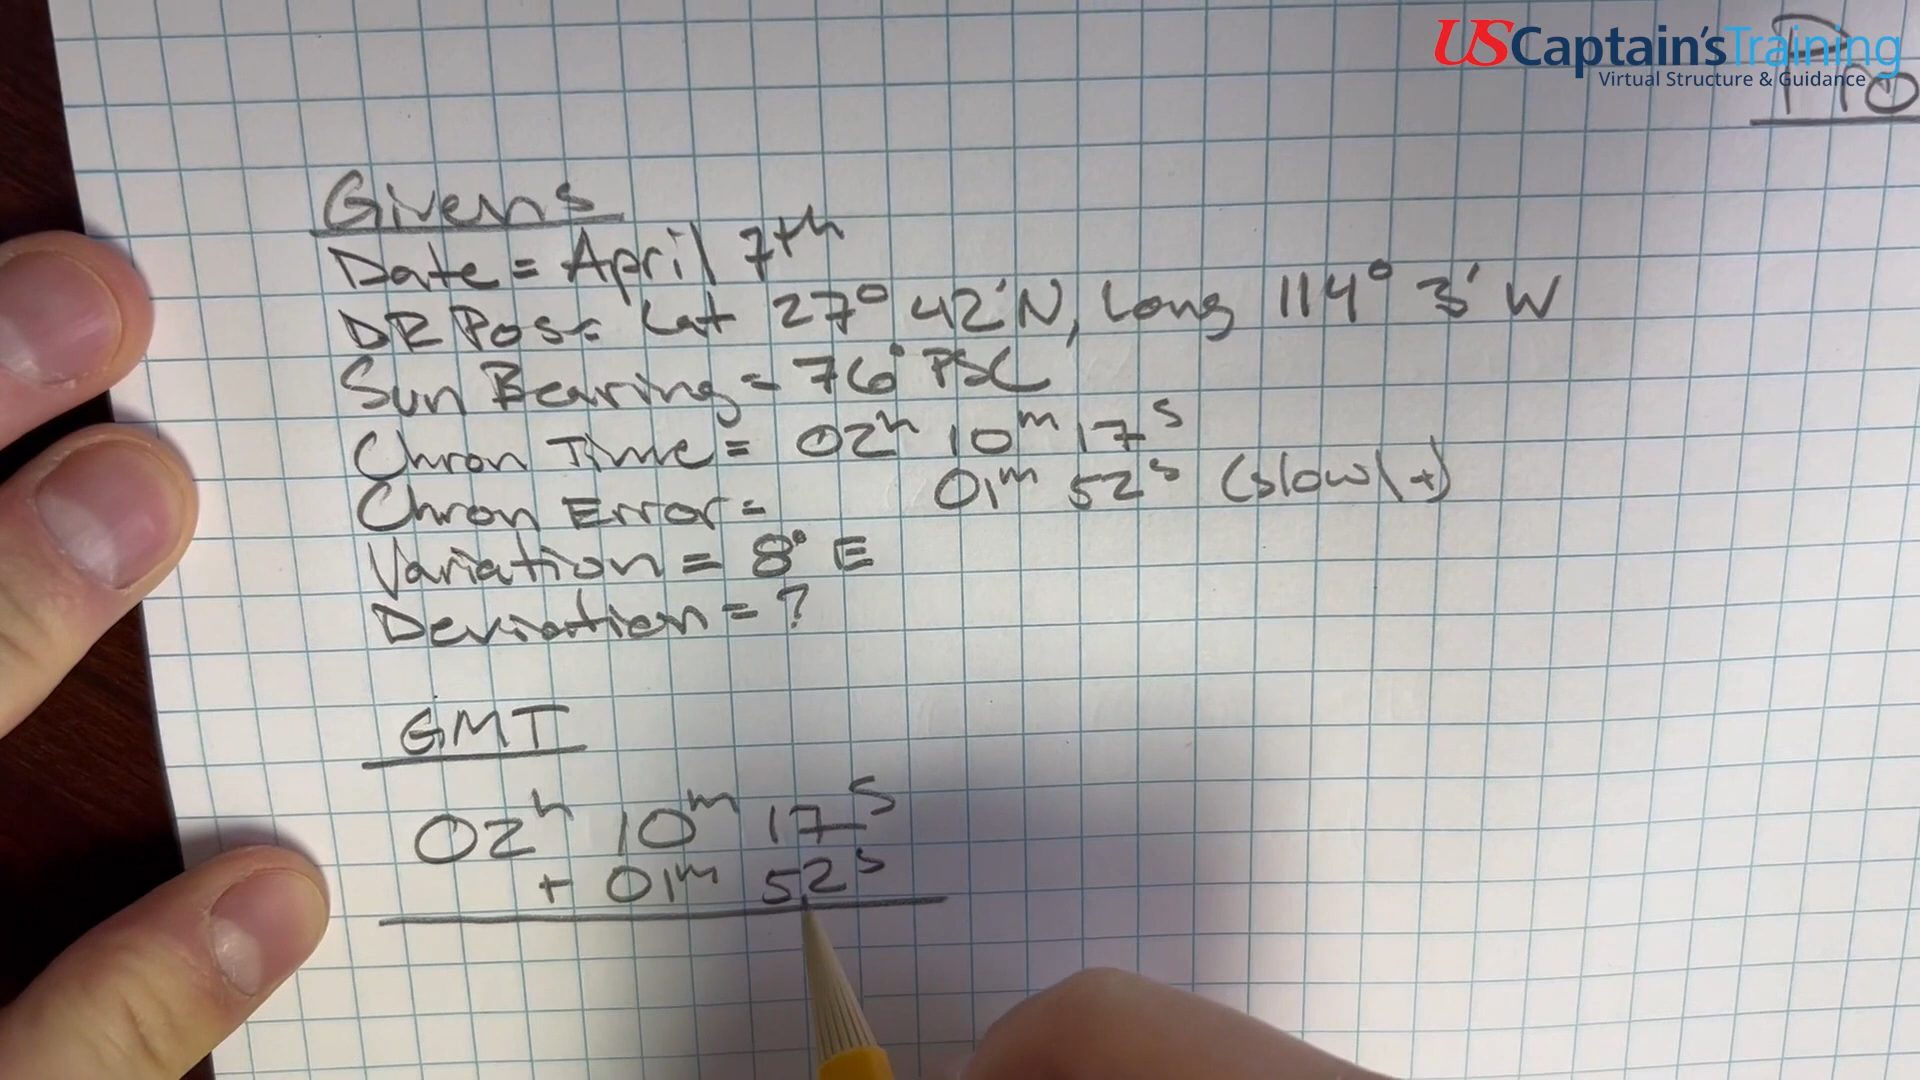 US Captain's Training
Virtual Structure & Guidance
Givens
Date = April 7th
DR Pos = Lat 27° 42' N, Long 114° 3' W
Sun Bearing = 76° PSC
Chron Time = 02h 10m 17s
Chron Error = 01m 52s (slow/+)
Variation = 8° E
Deviation = ?
GMT
02h 10m 17s
+ 01m 52s